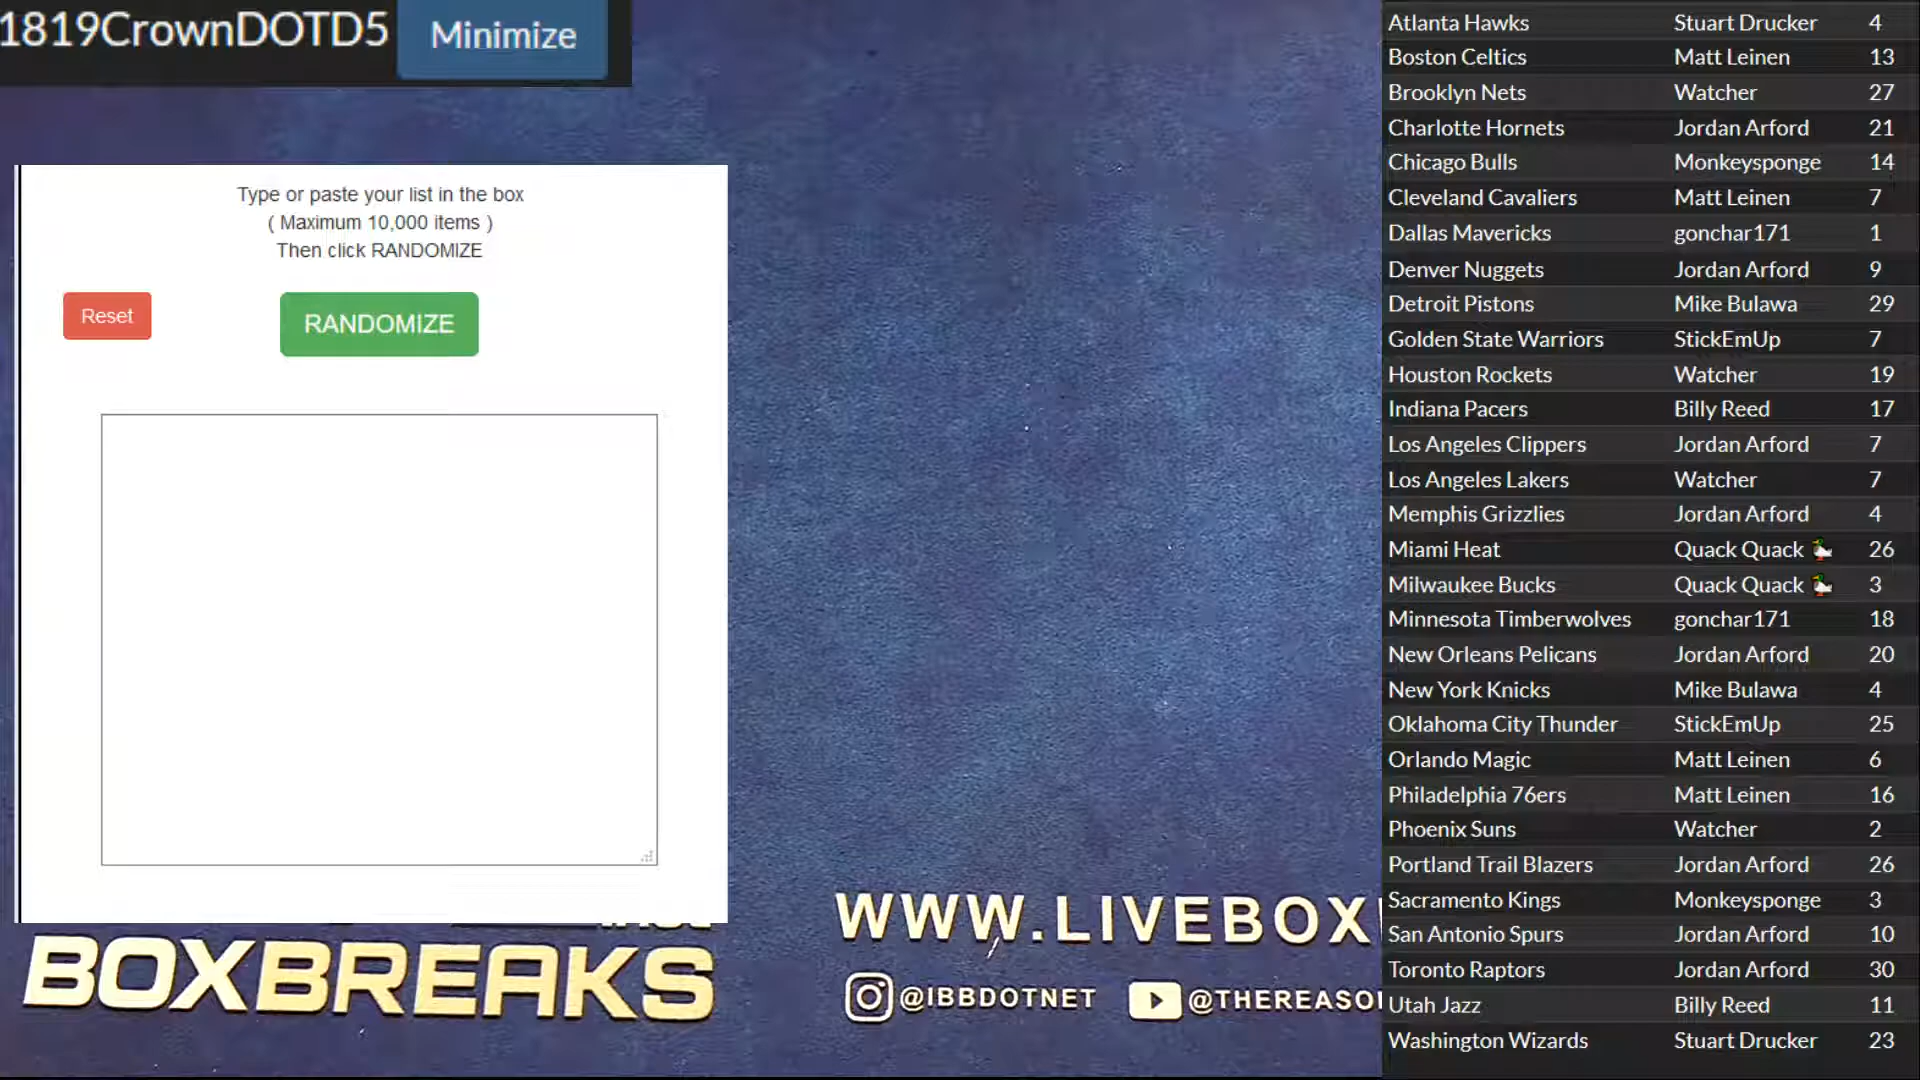 1819CrownDOTD5 Minimize
Type or paste your list in the box
( Maximum 10,000 items )
Then click RANDOMIZE
Reset
RANDOMIZE
BOXBREAKS
WWW.LIVEBOX
@IBBDOTNET @THEREASO
Atlanta Hawks Stuart Drucker 4
Boston Celtics Matt Leinen 13
Brooklyn Nets Watcher 27
Charlotte Hornets Jordan Arford 21
Chicago Bulls Monkeysponge 14
Cleveland Cavaliers Matt Leinen 7
Dallas Mavericks gonchar171 1
Denver Nuggets Jordan Arford 9
Detroit Pistons Mike Bulawa 29
Golden State Warriors StickEmUp 7
Houston Rockets Watcher 19
Indiana Pacers Billy Reed 17
Los Angeles Clippers Jordan Arford 7
Los Angeles Lakers Watcher 7
Memphis Grizzlies Jordan Arford 4
Miami Heat Quack Quack 🦆 26
Milwaukee Bucks Quack Quack 🦆 3
Minnesota Timberwolves gonchar171 18
New Orleans Pelicans Jordan Arford 20
New York Knicks Mike Bulawa 4
Oklahoma City Thunder StickEmUp 25
Orlando Magic Matt Leinen 6
Philadelphia 76ers Matt Leinen 16
Phoenix Suns Watcher 2
Portland Trail Blazers Jordan Arford 26
Sacramento Kings Monkeysponge 3
San Antonio Spurs Jordan Arford 10
Toronto Raptors Jordan Arford 30
Utah Jazz Billy Reed 11
Washington Wizards Stuart Drucker 23